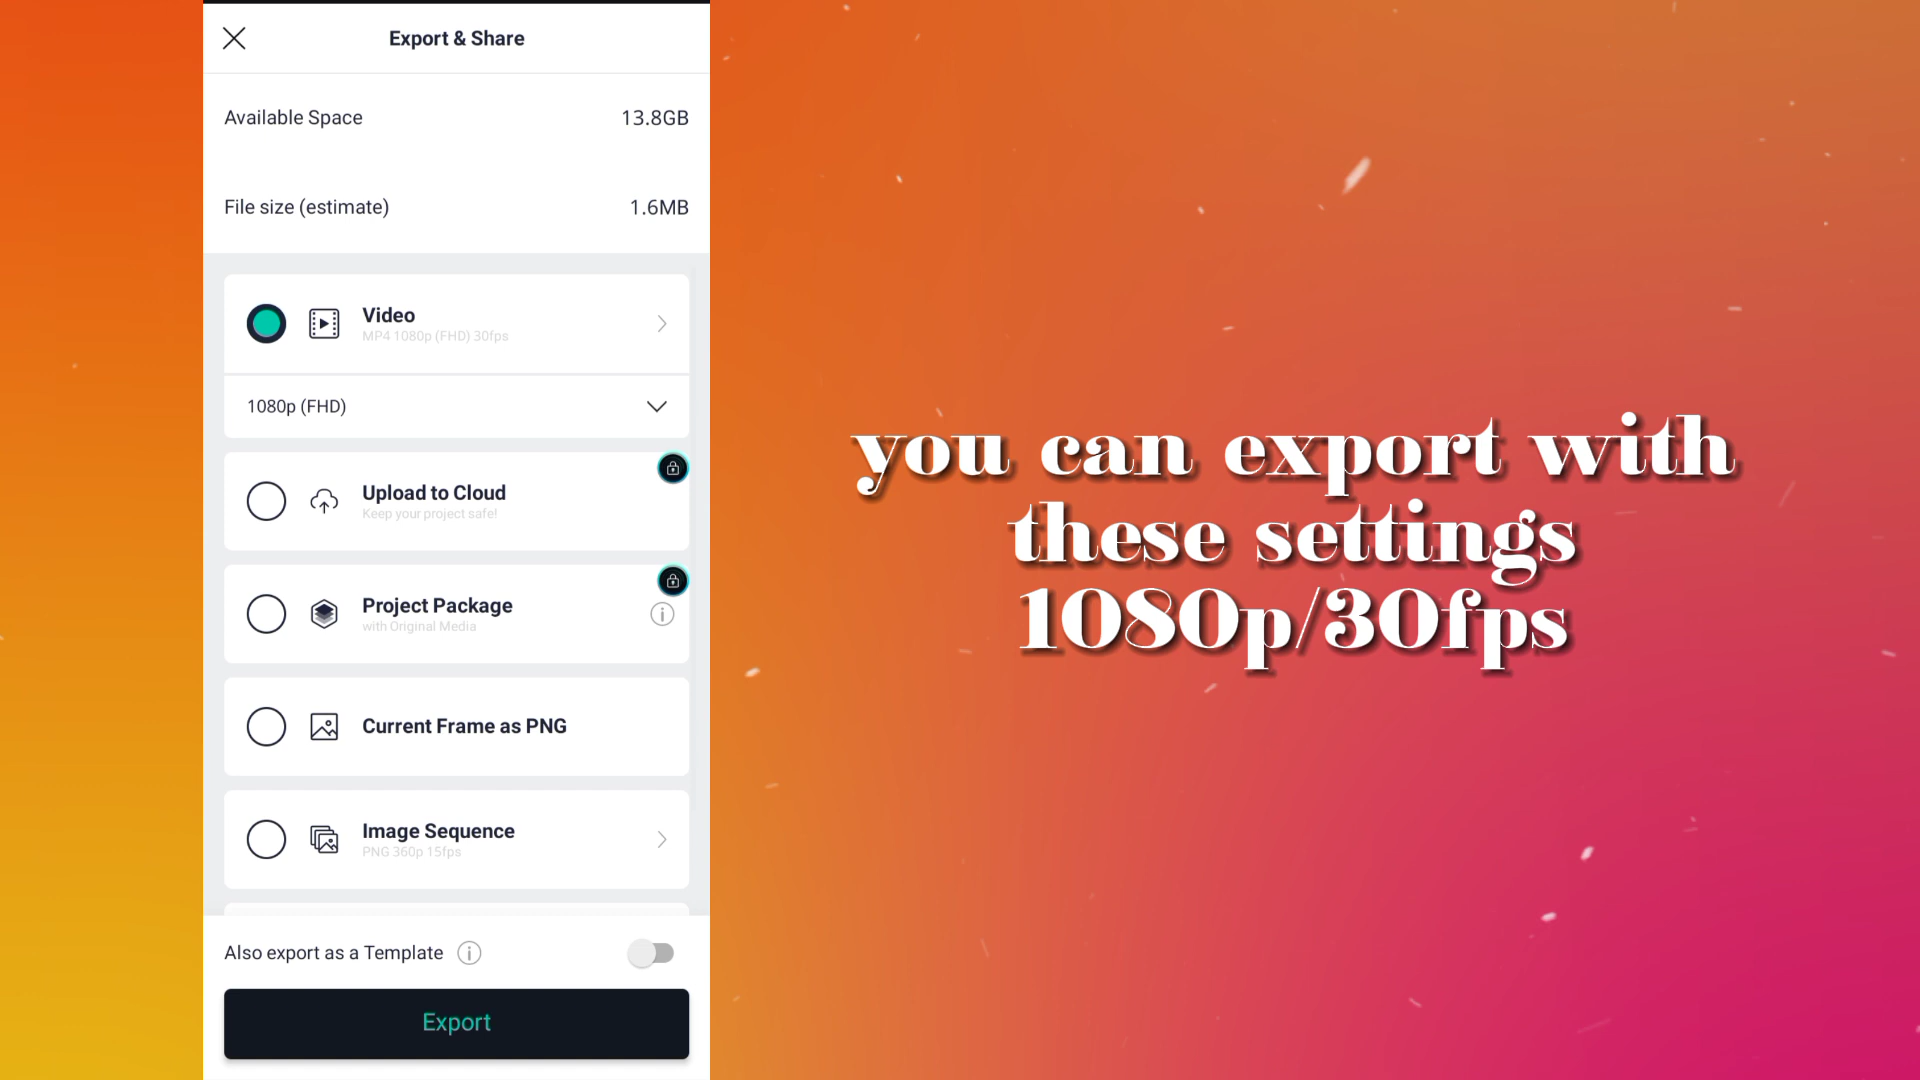 Export & Share
Available Space 13.8GB
File size (estimate) 1.6MB
Video
MP4 1080p (FHD) 30fps
1080p (FHD)
Upload to Cloud
Keep your project safe!
Project Package
with Original Media
Current Frame as PNG
Image Sequence
PNG 360p 15fps
Also export as a Template
Export
you can export with
these settings
1080p/30fps